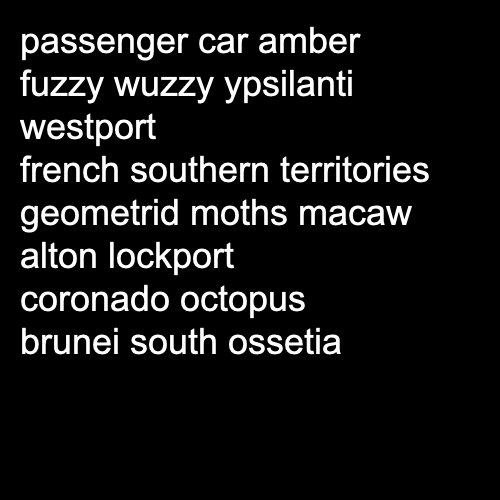 passenger car amber
fuzzy wuzzy ypsilanti
westport
french southern territories
geometrid moths macaw
alton lockport
coronado octopus
brunei south ossetia